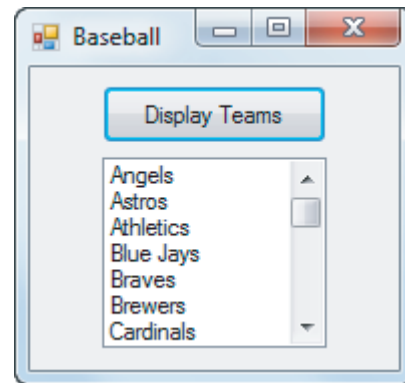 Baseball
Display Teams
Angels
Astros
Athletics
Blue Jays
Braves
Brewers
Cardinals